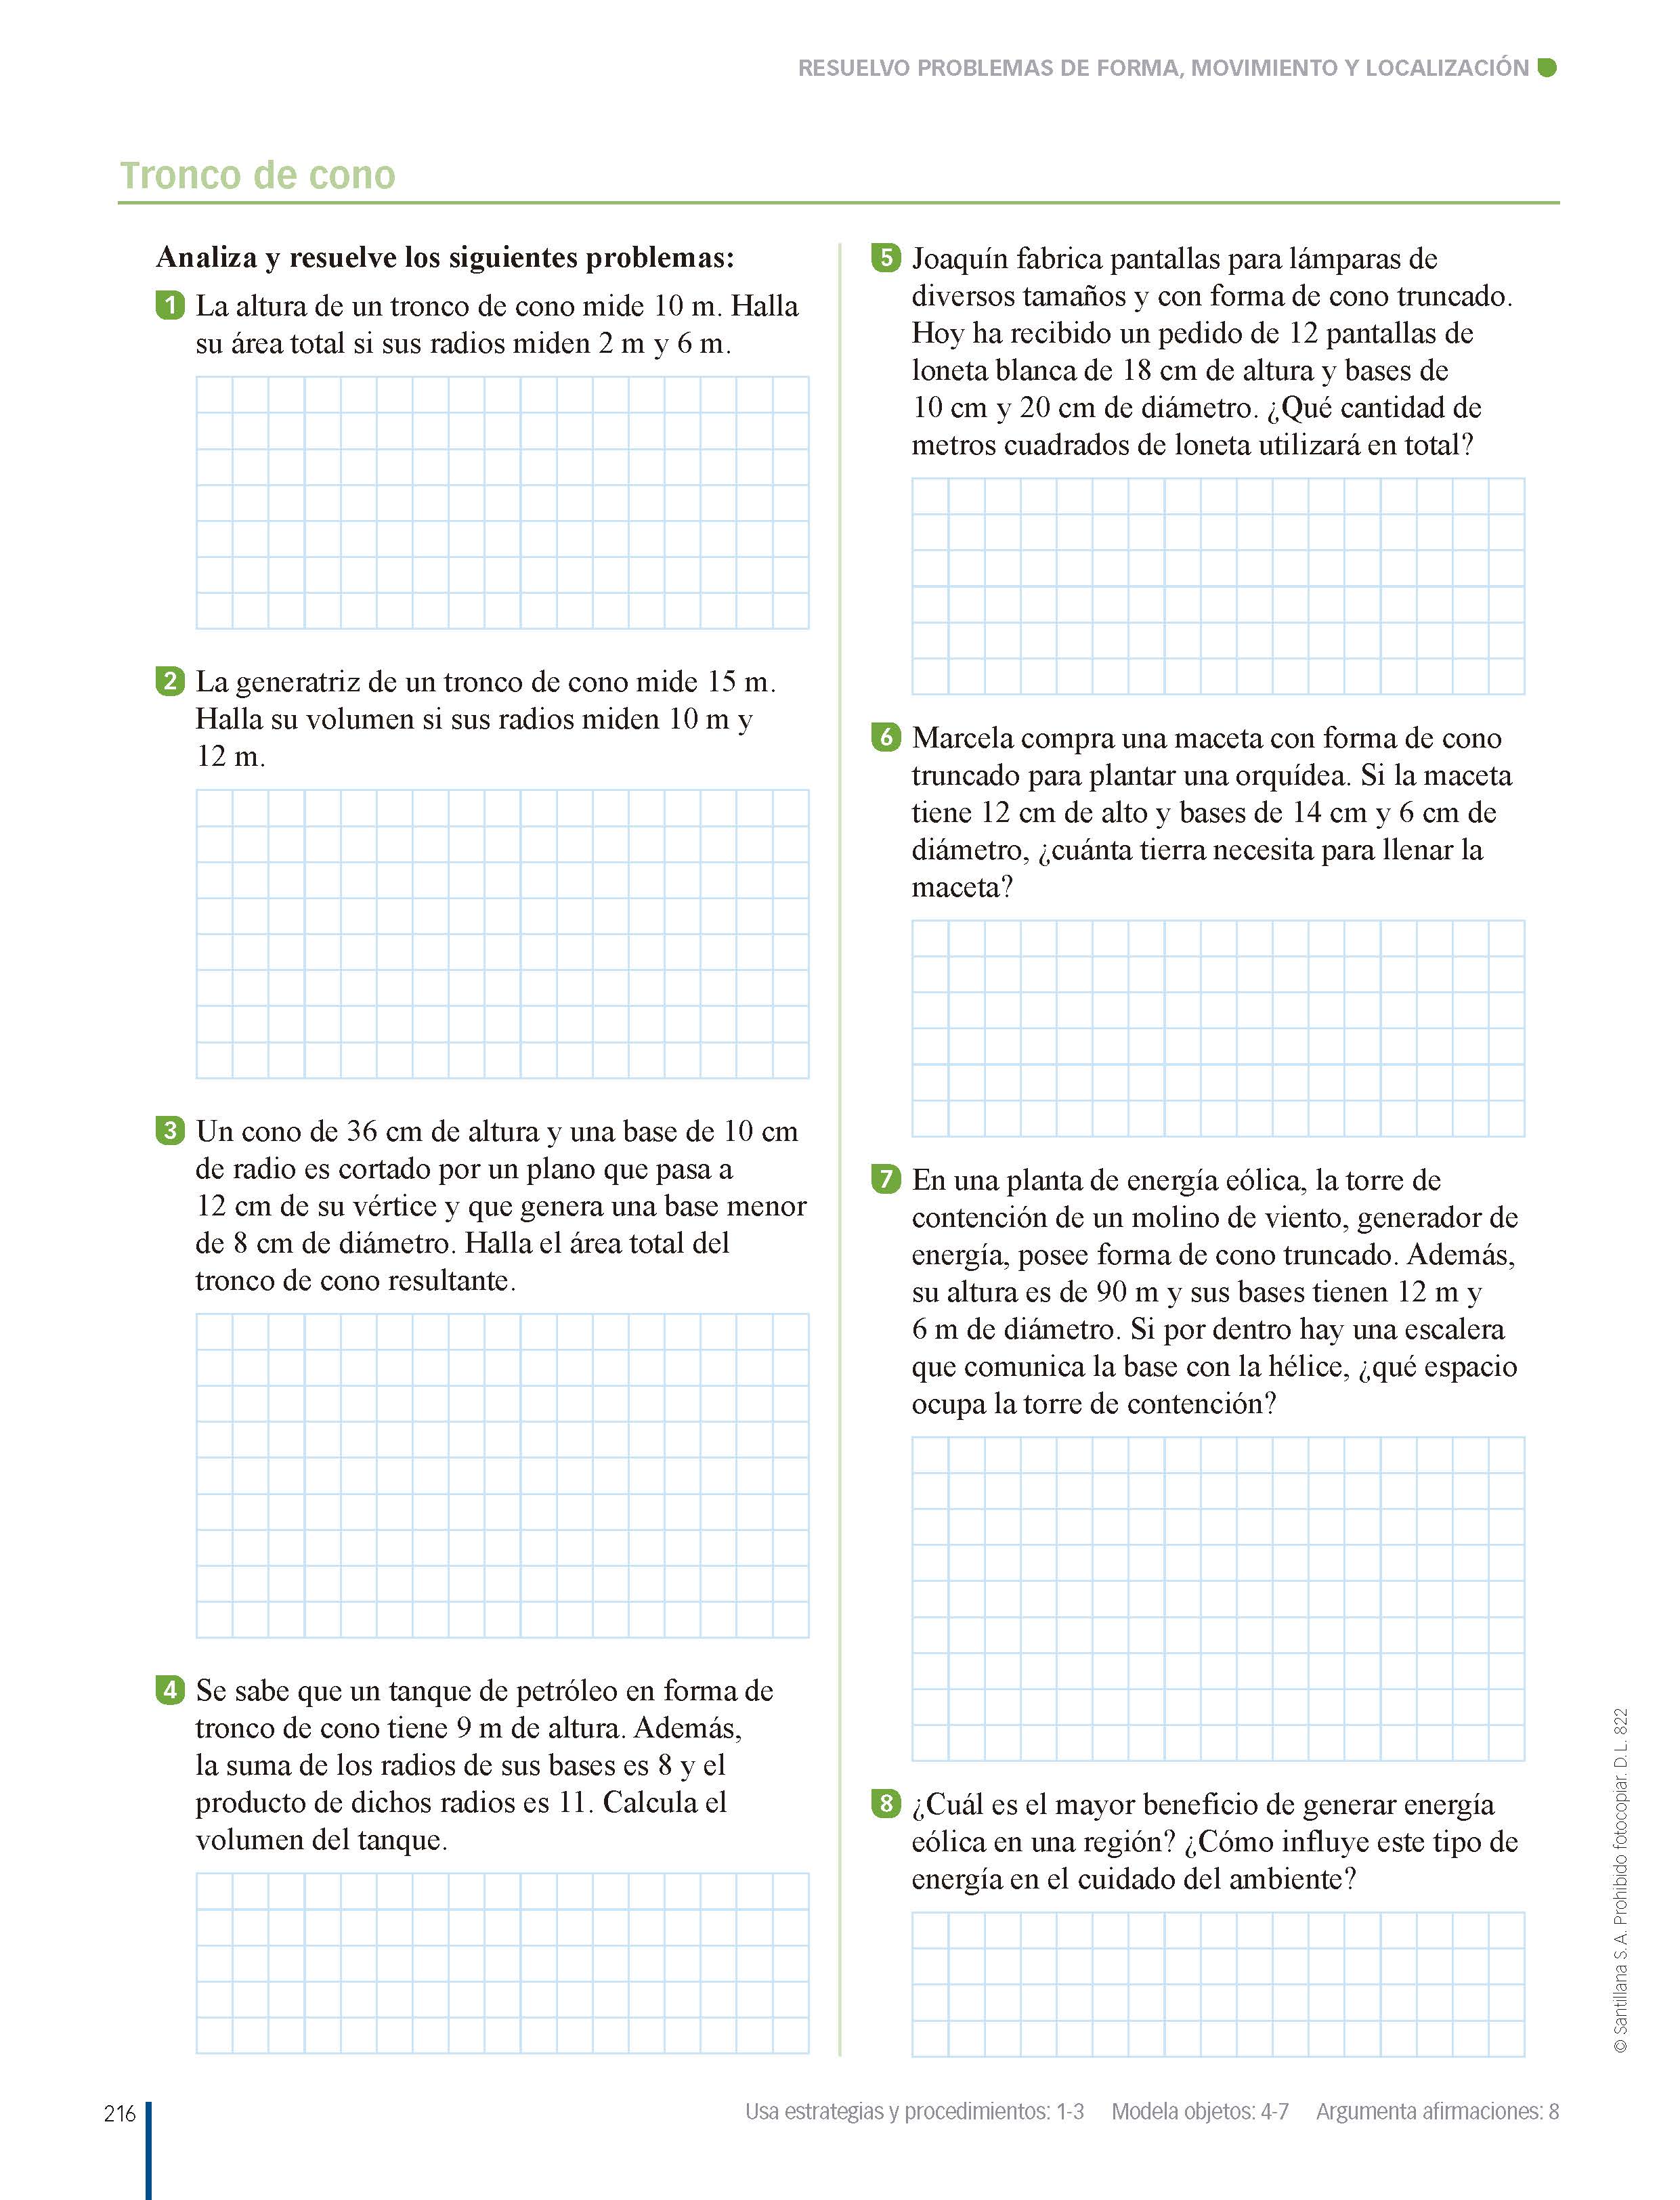 RESUELVO PROBLEMAS DE FORMA, MOVIMIENTO Y LOCALIZACIÓN
Tronco de cono
Analiza y resuelve los siguientes problemas:
1 La altura de un tronco de cono mide 10 m. Halla
su área total si sus radios miden 2 m y 6 m.
2 La generatriz de un tronco de cono mide 15 m.
Halla su volumen si sus radios miden 10 m y
12 m.
3 Un cono de 36 cm de altura y una base de 10 cm
de radio es cortado por un plano que pasa a
12 cm de su vértice y que genera una base menor
de 8 cm de diámetro. Halla el área total del
tronco de cono resultante.
4 Se sabe que un tanque de petróleo en forma de
tronco de cono tiene 9 m de altura. Además,
la suma de los radios de sus bases es 8 y el
producto de dichos radios es 11. Calcula el
volumen del tanque.
5 Joaquín fabrica pantallas para lámparas de
diversos tamaños y con forma de cono truncado.
Hoy ha recibido un pedido de 12 pantallas de
loneta blanca de 18 cm de altura y bases de
10 cm y 20 cm de diámetro. ¿Qué cantidad de
metros cuadrados de loneta utilizará en total?
6 Marcela compra una maceta con forma de cono
truncado para plantar una orquídea. Si la maceta
tiene 12 cm de alto y bases de 14 cm y 6 cm de
diámetro, ¿cuánta tierra necesita para llenar la
maceta?
7 En una planta de energía eólica, la torre de
contención de un molino de viento, generador de
energía, posee forma de cono truncado. Además,
su altura es de 90 m y sus bases tienen 12 m y
6 m de diámetro. Si por dentro hay una escalera
que comunica la base con la hélice, ¿qué espacio
ocupa la torre de contención?
8 ¿Cuál es el mayor beneficio de generar energía
eólica en una región? ¿Cómo influye este tipo de
energía en el cuidado del ambiente?
© Santillana S. A. Prohibido fotocopiar. D. L. 822
216
Usa estrategias y procedimientos: 1-3 Modela objetos: 4-7 Argumenta afirmaciones: 8